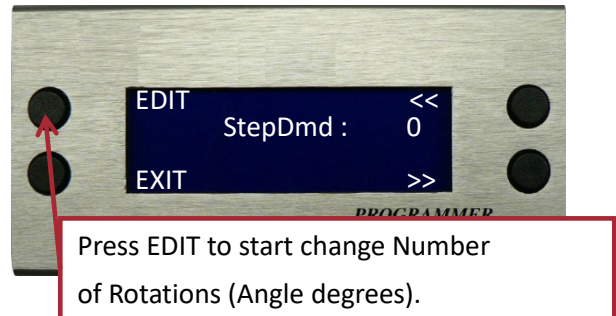 EDIT <<
StepDmd : 0
EXIT >>
PROGRAMMER
Press EDIT to start change Number
of Rotations (Angle degrees).